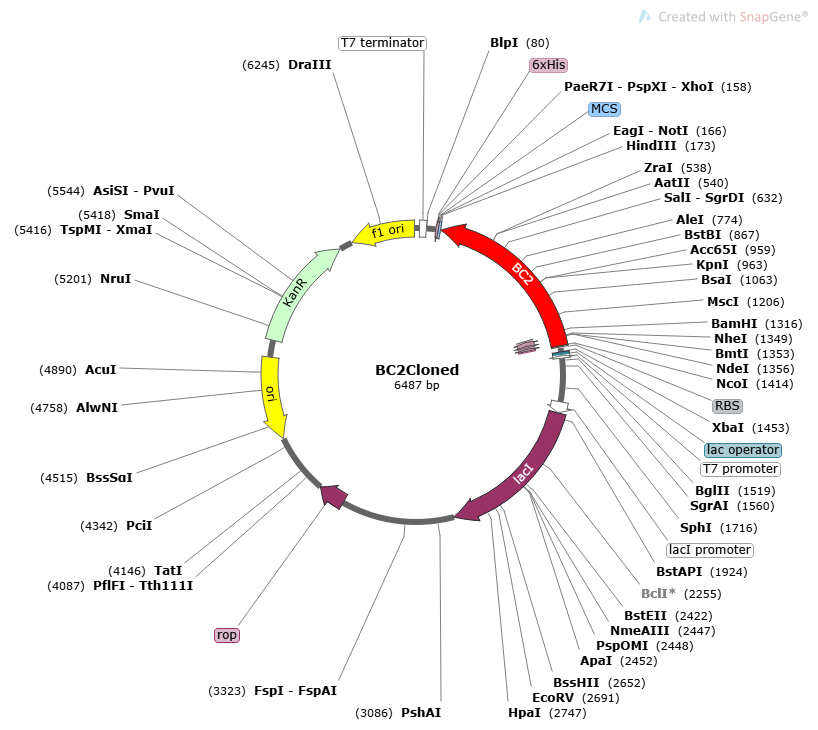 Created with SnapGene®
T7 terminator
BlpI (80)
(6245) DraIII
6xHis
PaeR7I - PspXI - XhoI (158)
MCS
EagI - NotI (166)
HindIII (173)
ZraI (538)
AatII (540)
SalI - SgrDI (632)
(5544) AsiSI - PvuI
(5418) SmaI
(5416) TspMI - XmaI
AleI (774)
BstBI (867)
Acc65I (959)
KpnI (963)
BsaI (1063)
(5201) NruI
MscI (1206)
BamHI (1316)
NheI (1349)
BmtI (1353)
NdeI (1356)
NcoI (1414)
RBS
XbaI (1453)
lac operator
T7 promoter
BglII (1519)
SgrAI (1560)
SphI (1716)
lacI promoter
BstAPI (1924)
BclI* (2255)
BstEII (2422)
NmeAIII (2447)
PspOMI (2448)
ApaI (2452)
BssHII (2652)
EcoRV (2691)
HpaI (2747)
(4890) AcuI
(4758) AlwNI
(4515) BssSαI
(4342) PciI
(4146) TatI
(4087) PflFI - Tth111I
rop
(3323) FspI - FspAI
(3086) PshAI
f1 ori
KanR
ori
BC2
lacI
BC2Cloned
6487 bp